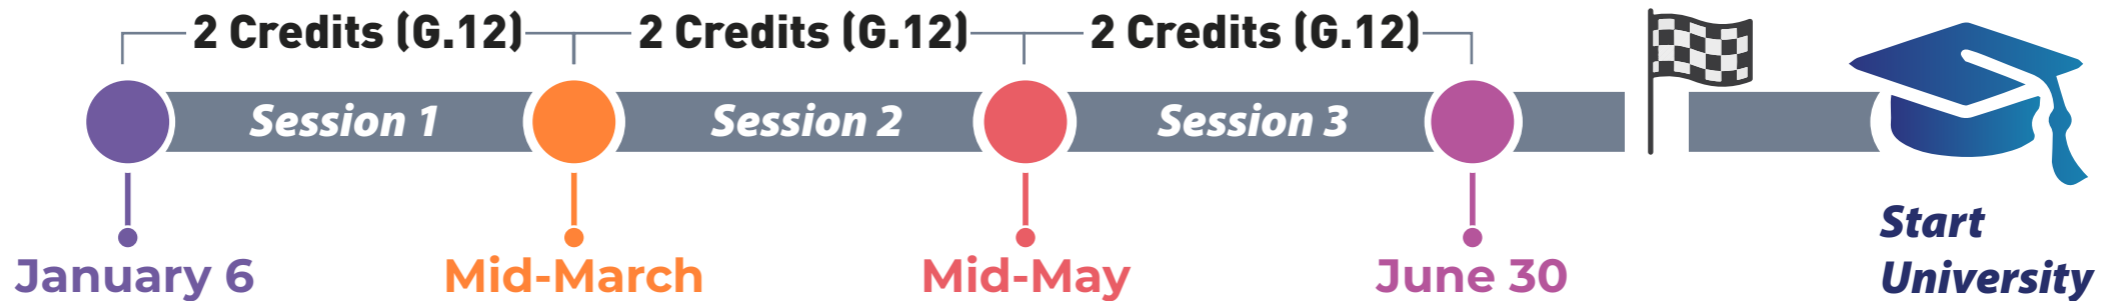 2 Credits (G.12) 2 Credits (G.12) 2 Credits (G.12)
Session 1 Session 2 Session 3
January 6 Mid-March Mid-May June 30
Start
University